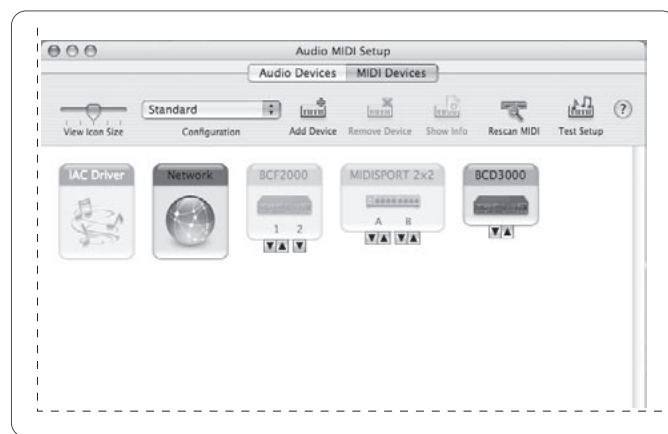 Audio MIDI Setup
Audio Devices MIDI Devices
Standard
View Icon Size Configuration Add Device Remove Device Show Info Rescan MIDI Test Setup ?
IAC Driver Network BCF2000 MIDISPORT 2x2 BCD3000
1 2 A B